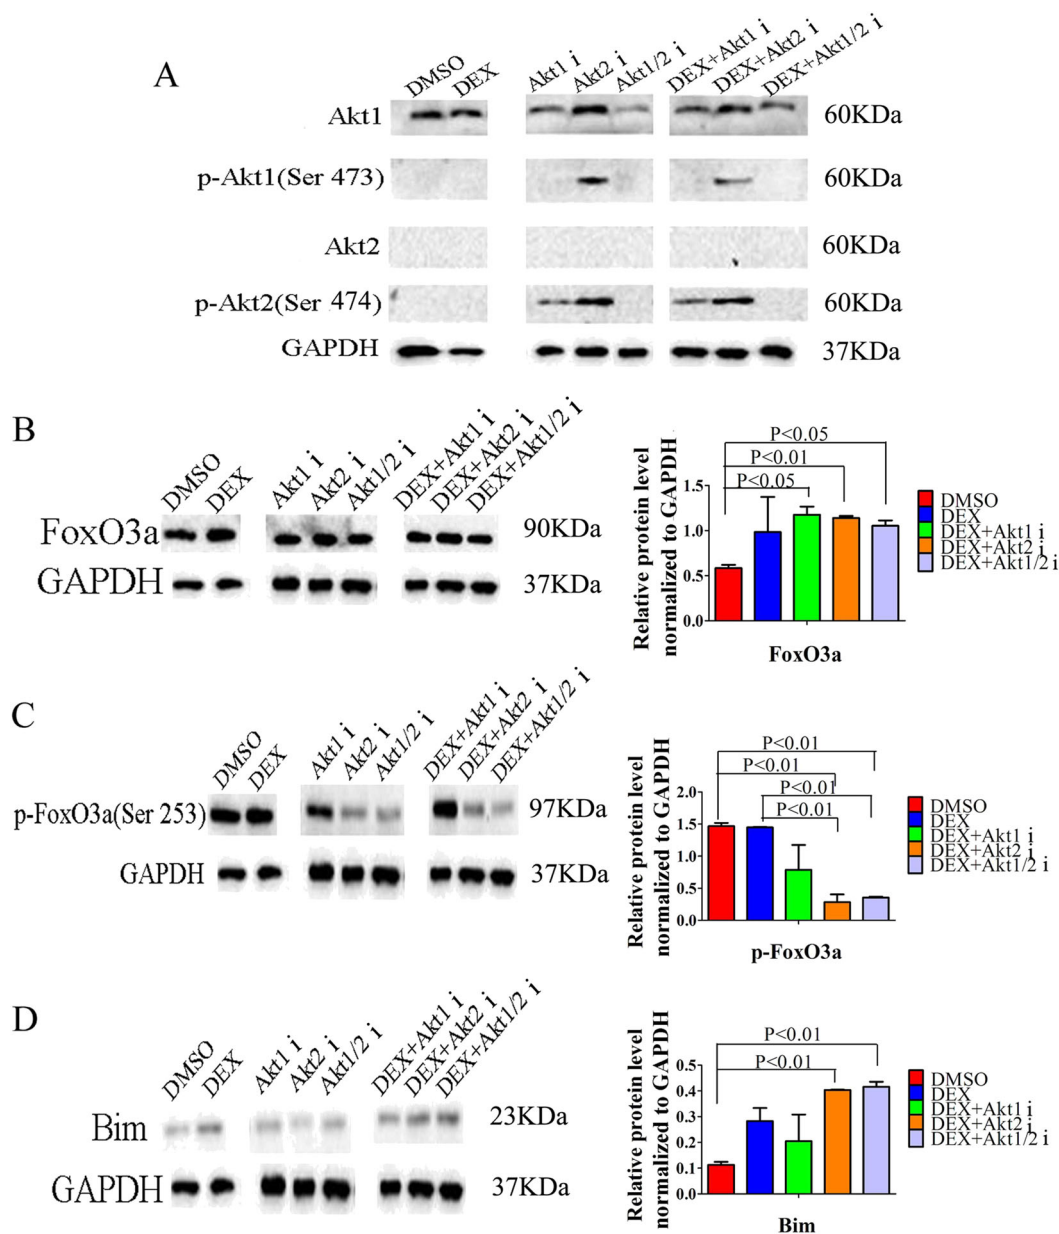 A
DMSO
DEX
Akt1 i
Akt2 i
Akt1/2 i
DEX+Akt1 i
DEX+Akt2 i
DEX+Akt1/2 i
Akt1
60KDa
p-Akt1(Ser 473)
60KDa
Akt2
60KDa
p-Akt2(Ser 474)
60KDa
GAPDH
37KDa
B
DMSO
DEX
Akt1 i
Akt2 i
Akt1/2 i
DEX+Akt1 i
DEX+Akt2 i
DEX+Akt1/2 i
FoxO3a
90KDa
GAPDH
37KDa
Relative protein level
normalized to GAPDH
1.5
1.0
0.5
0.0
P<0.05
P<0.01
P<0.05
FoxO3a
DMSO
DEX
DEX+Akt1 i
DEX+Akt2 i
DEX+Akt1/2 i
C
DMSO
DEX
Akt1 i
Akt2 i
Akt1/2 i
DEX+Akt1 i
DEX+Akt2 i
DEX+Akt1/2 i
p-FoxO3a(Ser 253)
97KDa
GAPDH
37KDa
Relative protein level
normalized to GAPDH
2.0
1.5
1.0
0.5
0.0
P<0.01
P<0.01
P<0.01
p-FoxO3a
DMSO
DEX
DEX+Akt1 i
DEX+Akt2 i
DEX+Akt1/2 i
D
DMSO
DEX
Akt1 i
Akt2 i
Akt1/2 i
DEX+Akt1 i
DEX+Akt2 i
DEX+Akt1/2 i
Bim
23KDa
GAPDH
37KDa
Relative protein level
normalized to GAPDH
0.5
0.4
0.3
0.2
0.1
0.0
P<0.01
P<0.01
Bim
DMSO
DEX
DEX+Akt1 i
DEX+Akt2 i
DEX+Akt1/2 i